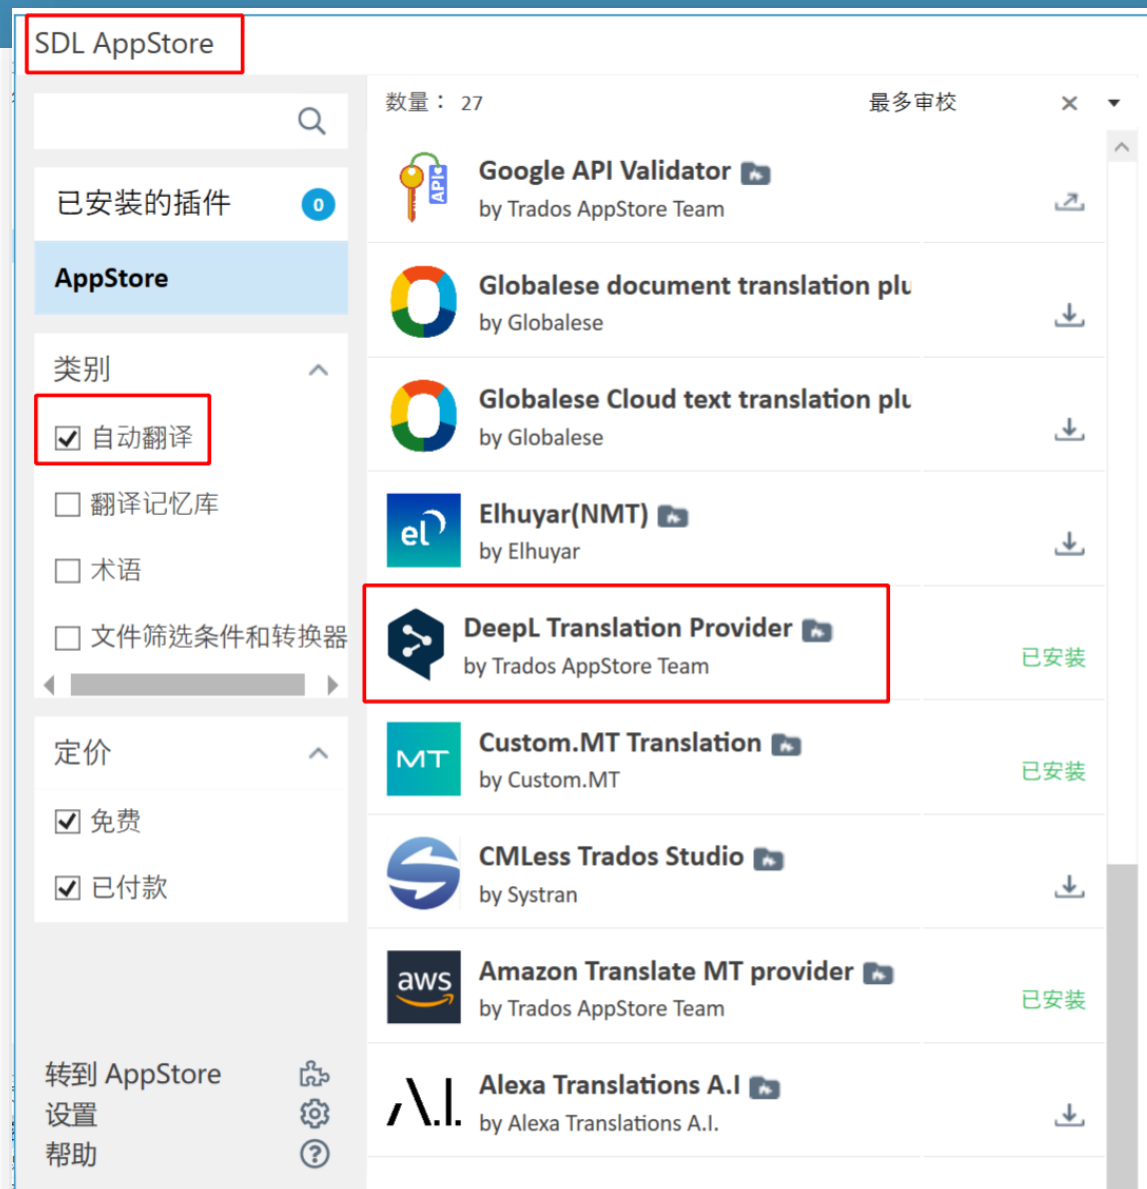 SDL AppStore
已安装的插件 0
AppStore
类别
自动翻译
翻译记忆库
术语
文件筛选条件和转换器
定价
免费
已付款
转到 AppStore
设置
帮助
数量： 27 最多审校
API
Google API Validator
by Trados AppStore Team
Globalese document translation plu
by Globalese
Globalese Cloud text translation plu
by Globalese
el
Elhuyar(NMT)
by Elhuyar
DeepL Translation Provider
by Trados AppStore Team
已安装
MT
Custom.MT Translation
by Custom.MT
已安装
CMLess Trados Studio
by Systran
aws
Amazon Translate MT provider
by Trados AppStore Team
已安装
A.I.
Alexa Translations A.I
by Alexa Translations A.I.